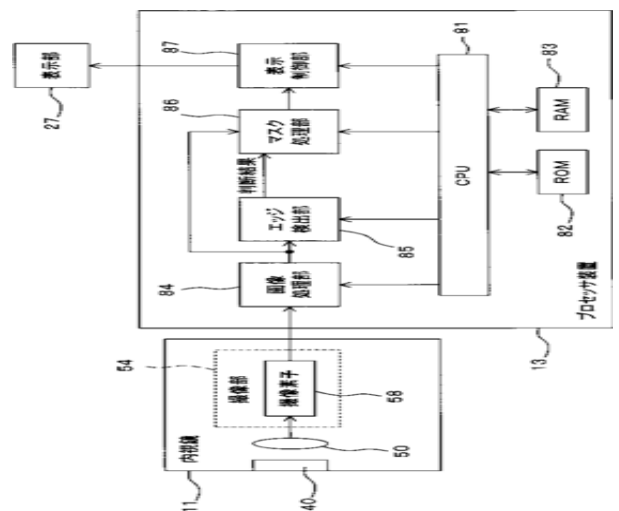 11
内視鏡
40
50
54
撮像部
撮像素子
58
13
プロセッサ装置
84
画像
処理部
エッジ
検出部
85
判断結果
86
マスク
処理部
87
表示
制御部
27
表示部
CPU
81
ROM
82
RAM
83